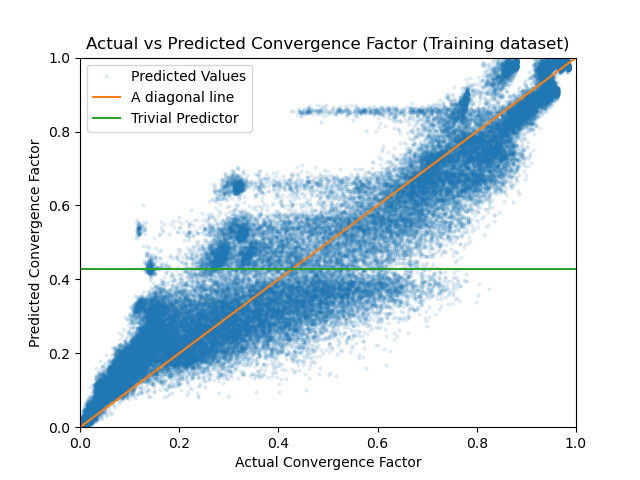 Actual vs Predicted Convergence Factor (Training dataset)
Predicted Values
A diagonal line
Trivial Predictor
Predicted Convergence Factor
1.0
0.8
0.6
0.4
0.2
0.0
0.0 0.2 0.4 0.6 0.8 1.0
Actual Convergence Factor